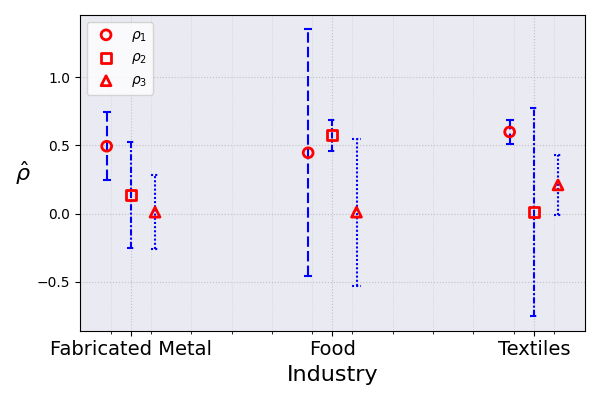 ρ₁
ρ₂
ρ₃
1.0
0.5
0.0
−0.5
ρ̂
Fabricated Metal
Food
Textiles
Industry